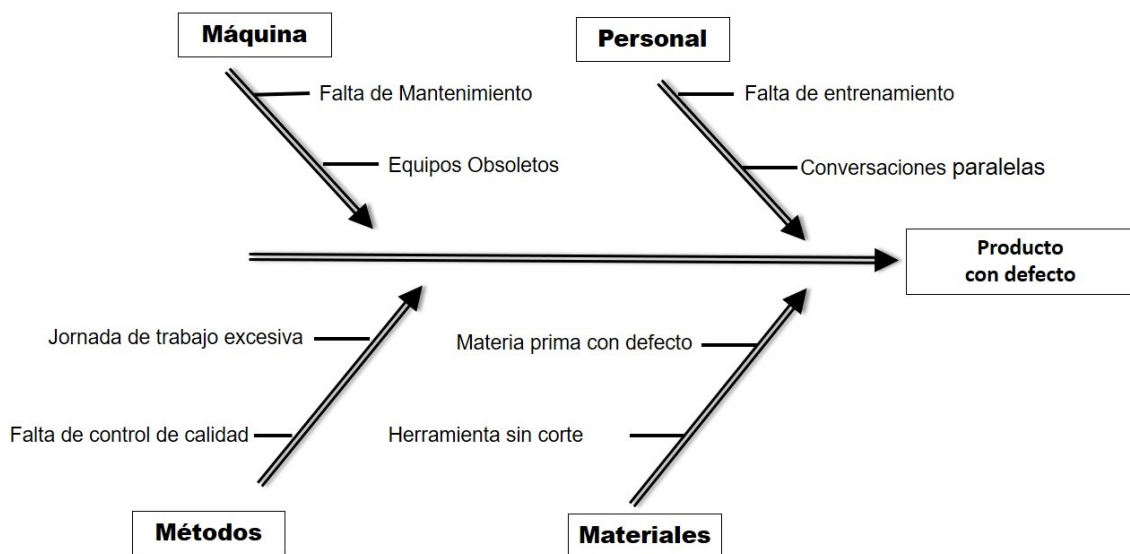 Máquina
Personal
Falta de Mantenimiento
Falta de entrenamiento
Equipos Obsoletos
Conversaciones paralelas
Producto
con defecto
Jornada de trabajo excesiva
Materia prima con defecto
Falta de control de calidad
Herramienta sin corte
Métodos
Materiales